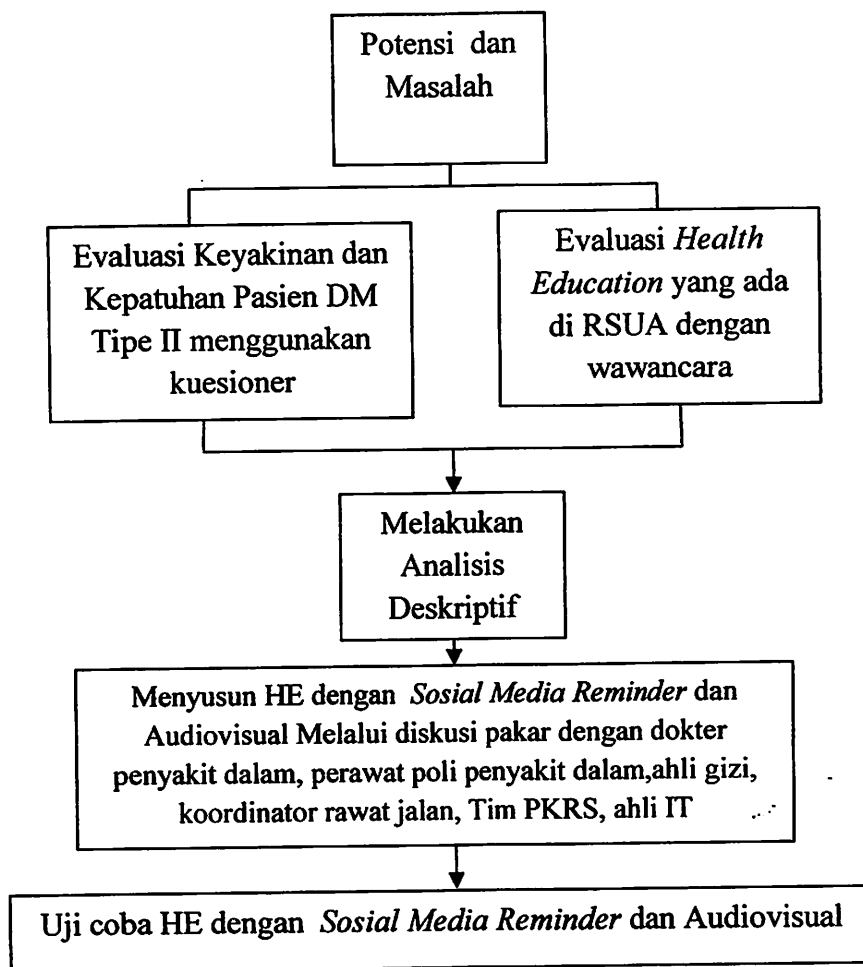 Potensi dan
Masalah
Evaluasi Keyakinan dan
Kepatuhan Pasien DM
Tipe II menggunakan
kuesioner
Evaluasi Health
Education yang ada
di RSUA dengan
wawancara
Melakukan
Analisis
Deskriptif
Menyusun HE dengan Sosial Media Reminder dan
Audiovisual Melalui diskusi pakar dengan dokter
penyakit dalam, perawat poli penyakit dalam,ahli gizi,
koordinator rawat jalan, Tim PKRS, ahli IT
Uji coba HE dengan Sosial Media Reminder dan Audiovisual